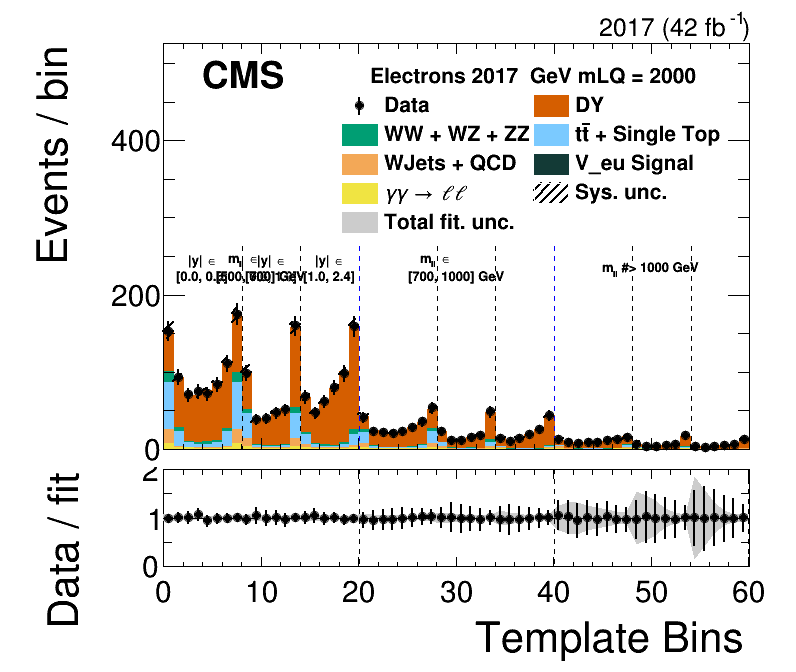 2017 (42 fb⁻¹)
Events / bin
CMS
Electrons 2017 GeV mLQ = 2000
Data
DY
WW + WZ + ZZ
tt̄ + Single Top
WJets + QCD
V_eu Signal
γγ → ℓℓ
Sys. unc.
Total fit. unc.
400
200
0
|y| ∈
m_ll ∈
|y| ∈
|y| ∈
[1.0, 2.4]
m_ll ∈
[700, 1000] GeV
m_ll #> 1000 GeV
Data / fit
2
1
0
0 10 20 30 40 50 60
Template Bins